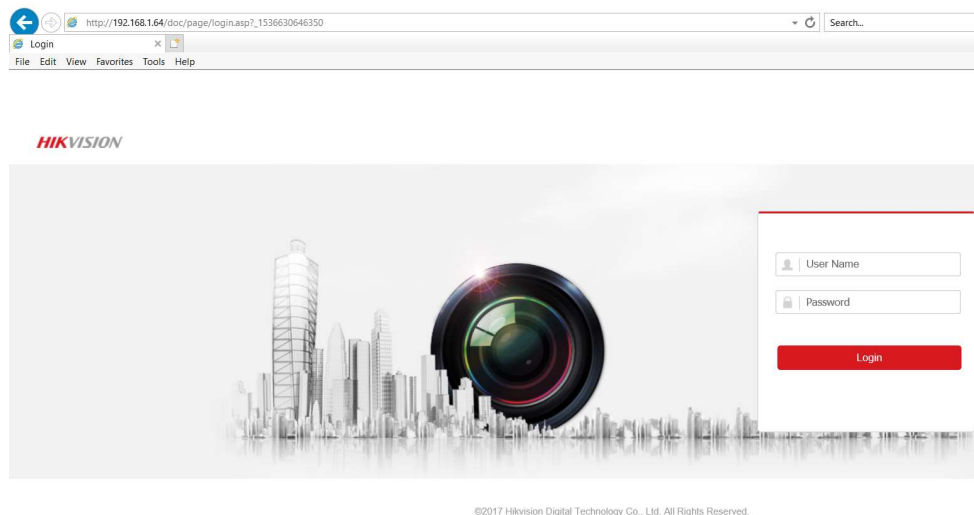 http://192.168.1.64/doc/page/login.asp?_1536630646350
Search...
Login
File Edit View Favorites Tools Help
HIKVISION
User Name
Password
Login
©2017 Hikvision Digital Technology Co., Ltd. All Rights Reserved.